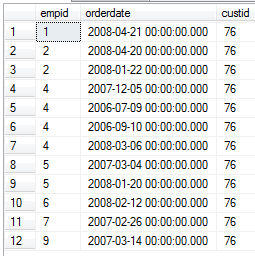 empid orderdate custid
1 1 2008-04-21 00:00:00.000 76
2 2 2008-04-20 00:00:00.000 76
3 2 2008-01-22 00:00:00.000 76
4 4 2007-12-05 00:00:00.000 76
5 4 2006-07-09 00:00:00.000 76
6 4 2006-09-10 00:00:00.000 76
7 4 2008-03-06 00:00:00.000 76
8 5 2007-03-04 00:00:00.000 76
9 5 2008-01-20 00:00:00.000 76
10 6 2008-02-12 00:00:00.000 76
11 7 2007-02-26 00:00:00.000 76
12 9 2007-03-14 00:00:00.000 76